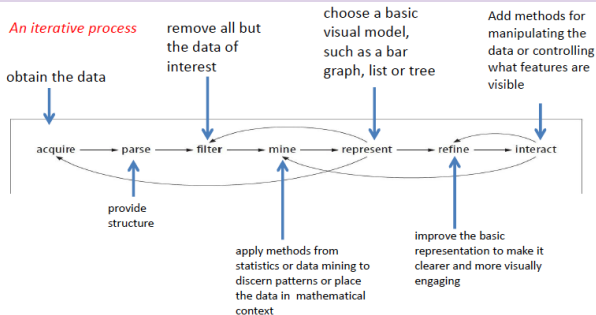 An iterative process
obtain the data
remove all but
the data of
interest
choose a basic
visual model,
such as a bar
graph, list or tree
Add methods for
manipulating the
data or controlling
what features are
visible
acquire parse filter mine represent refine interact
provide
structure
apply methods from
statistics or data mining to
discern patterns or place
the data in mathematical
context
improve the basic
representation to make it
clearer and more visually
engaging